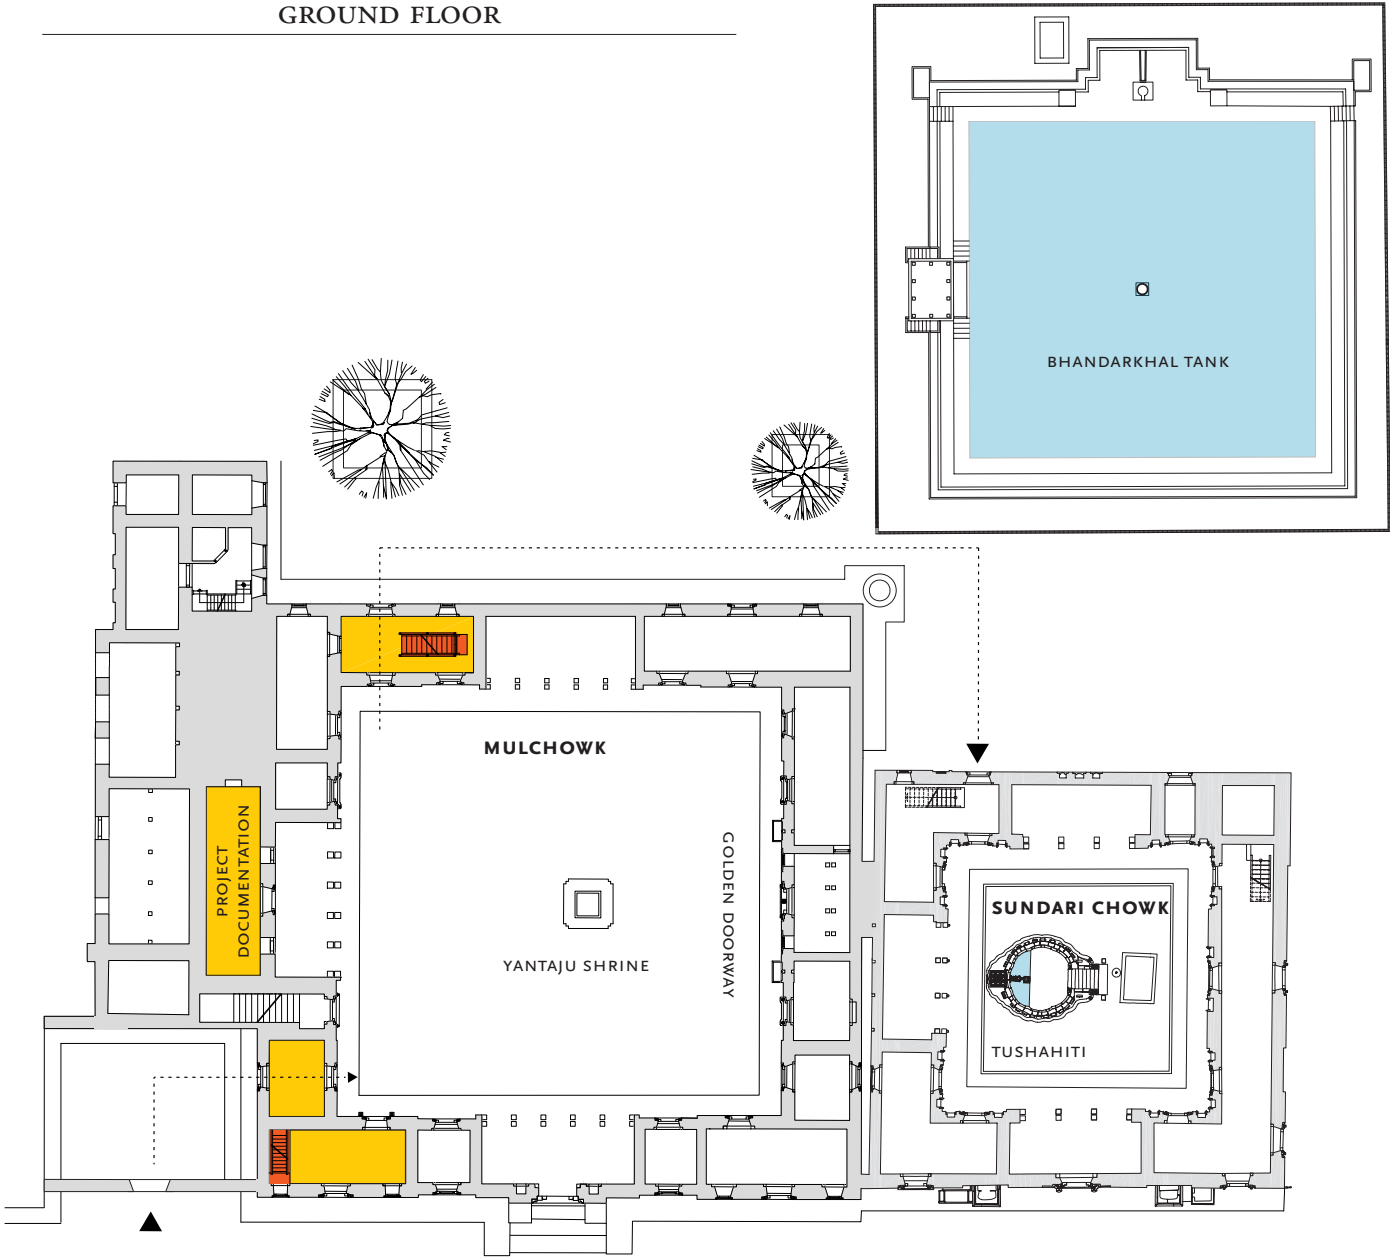 GROUND FLOOR
BHANDARKHAL TANK
MULCHOWK
PROJECT
DOCUMENTATION
GOLDEN DOORWAY
YANTAJU SHRINE
SUNDARI CHOWK
TUSHAHITI